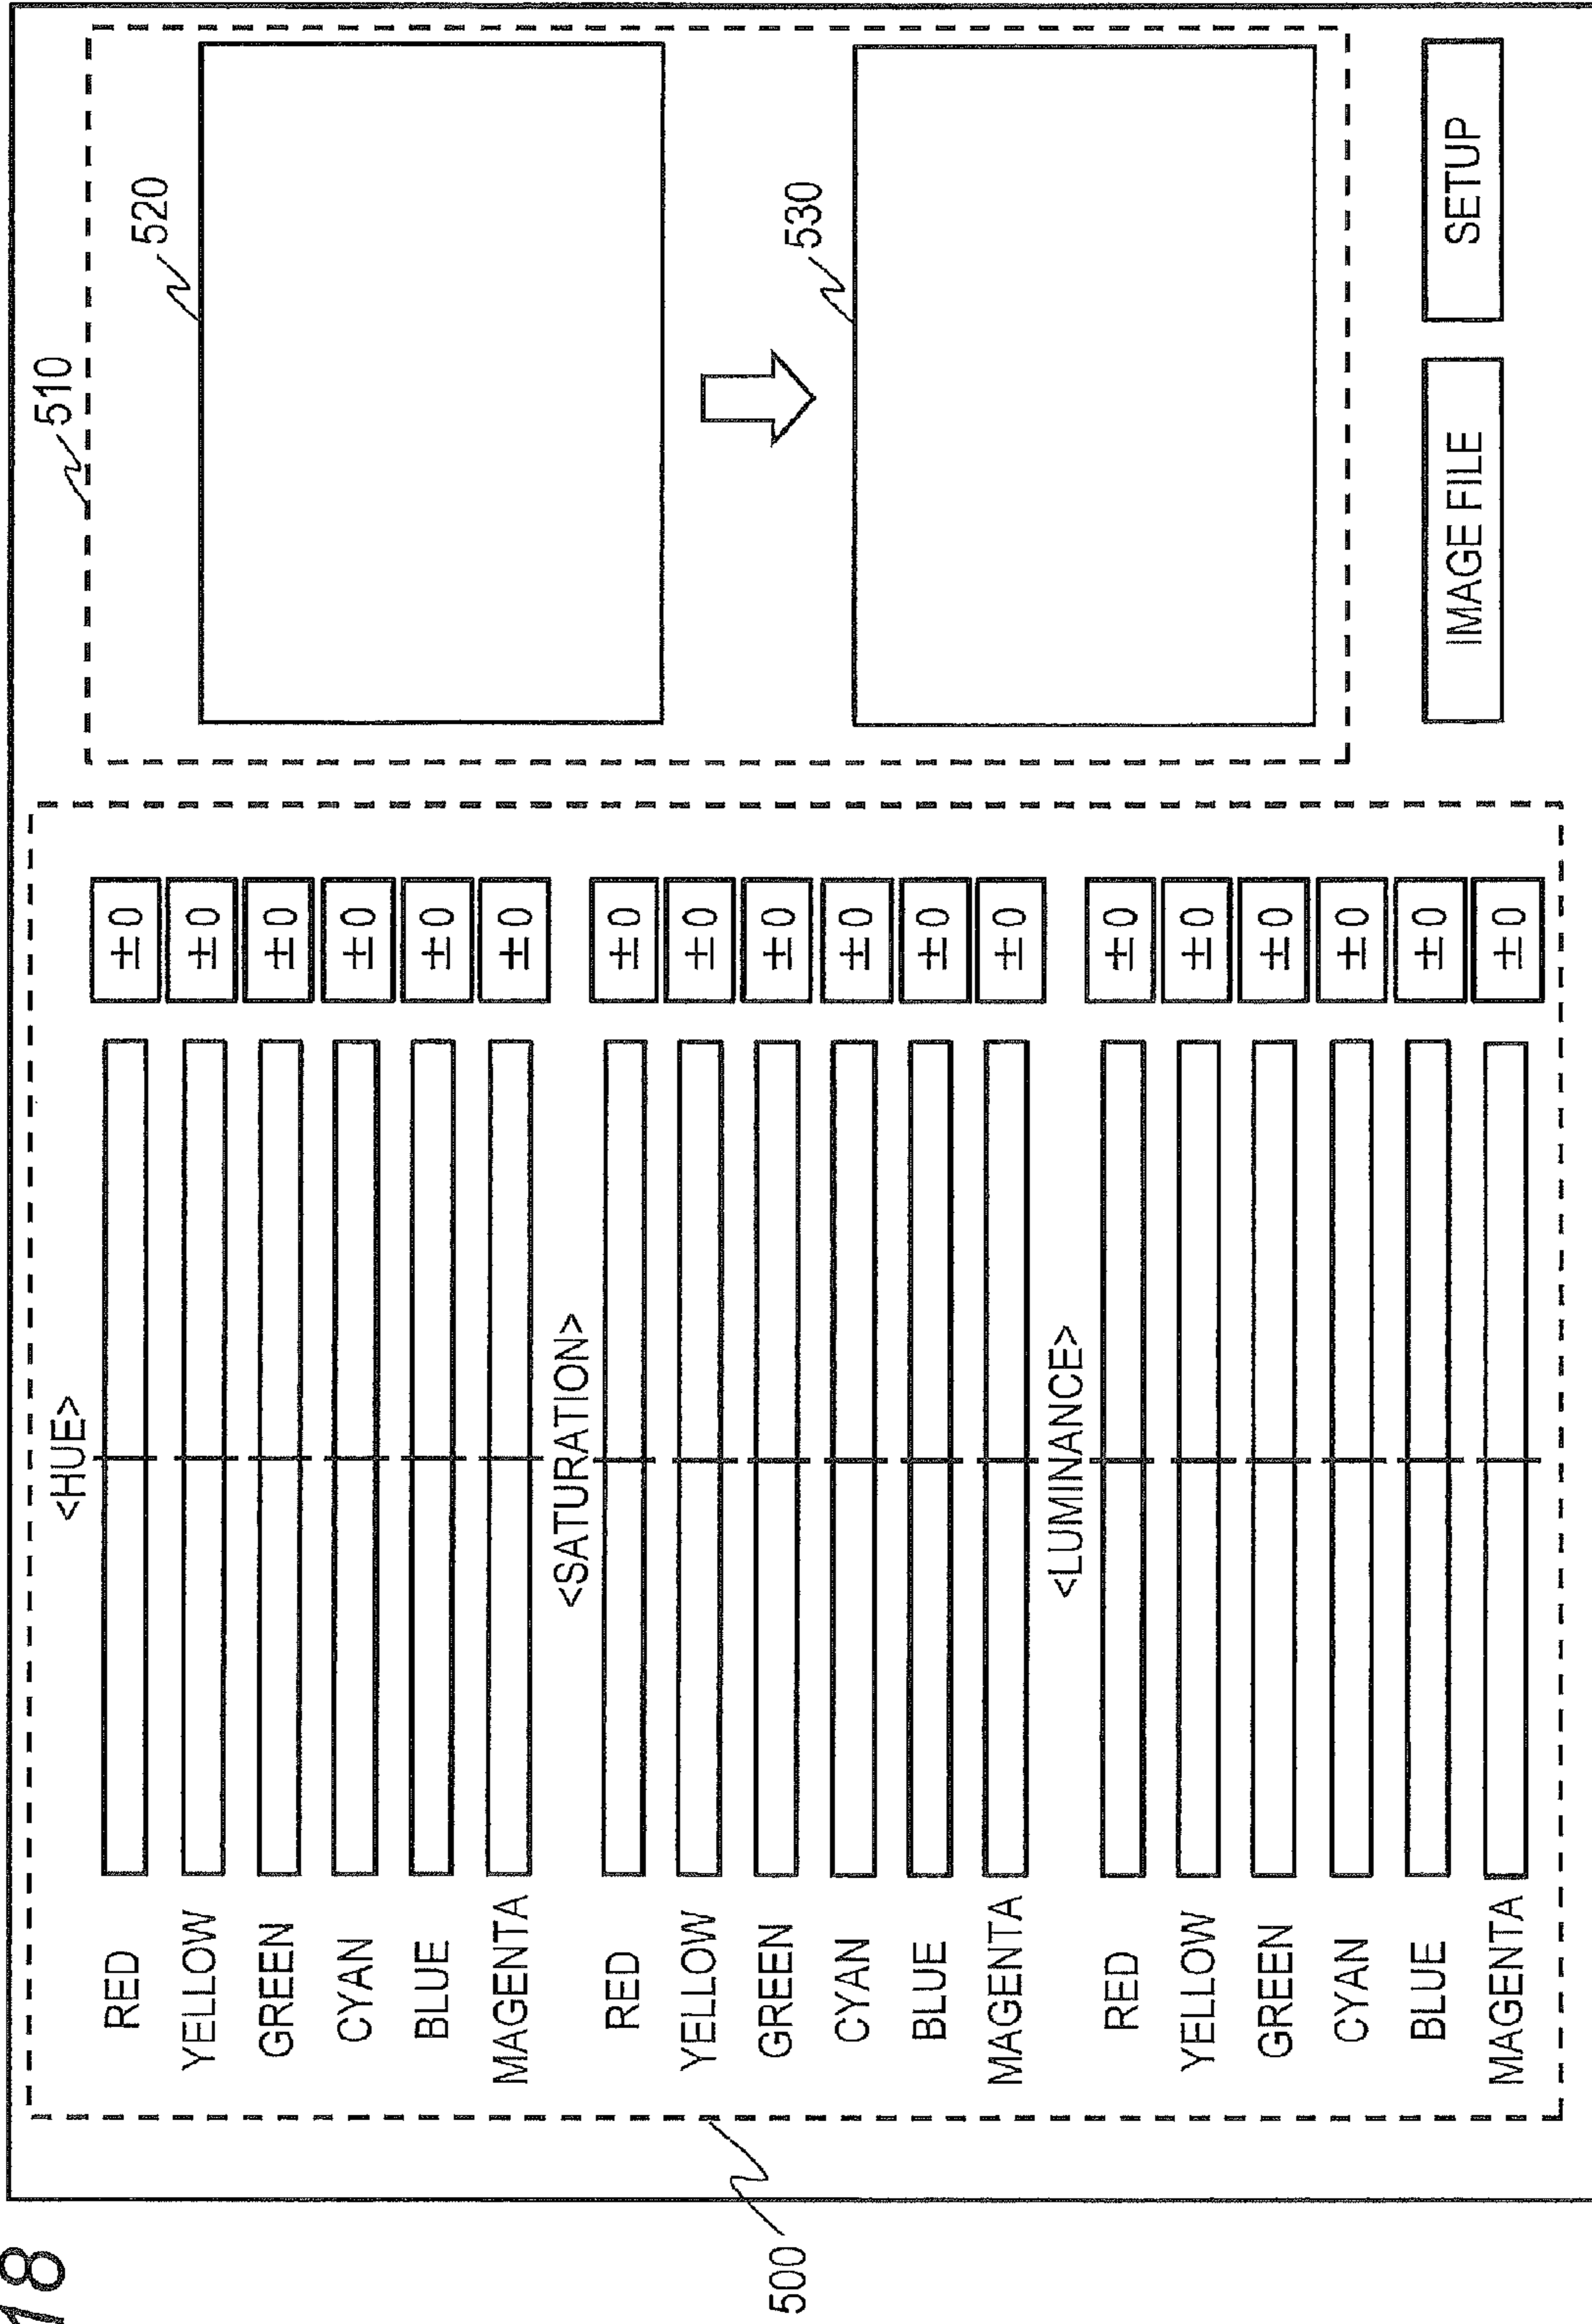 18
500
<HUE>
RED ±0
YELLOW ±0
GREEN ±0
CYAN ±0
BLUE ±0
MAGENTA ±0
<SATURATION>
RED ±0
YELLOW ±0
GREEN ±0
CYAN ±0
BLUE ±0
MAGENTA ±0
<LUMINANCE>
RED ±0
YELLOW ±0
GREEN ±0
CYAN ±0
BLUE ±0
MAGENTA ±0
510
520
530
IMAGE FILE
SETUP